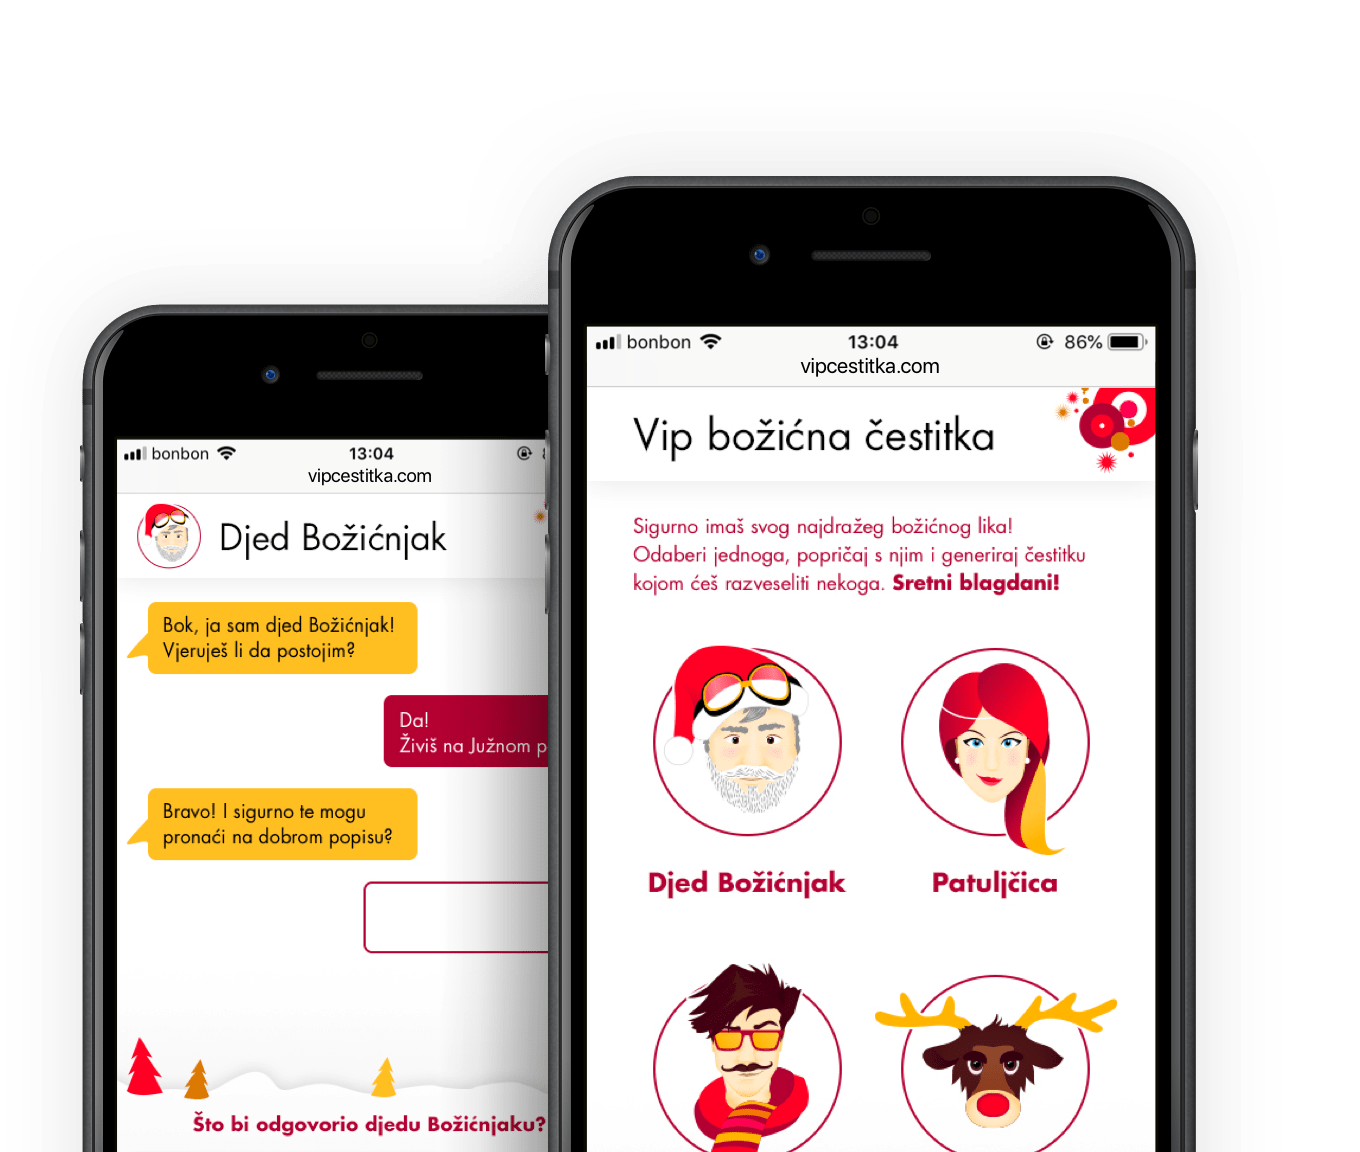 bonbon 13:04
vipcestitka.com
Djed Božićnjak
Bok, ja sam djed Božićnjak!
Vjeruješ li da postojim?
Da!
Živiš na Južnom
Bravo! I sigurno te mogu
pronaći na dobrom popisu?
Što bi odgovorio djedu Božićnjaku?
bonbon 13:04 86%
vipcestitka.com
Vip božićna čestitka
Sigurno imaš svog najdražeg božićnog lika!
Odaberi jednoga, popričaj s njim i generiraj čestitku
kojom ćeš razveseliti nekoga. Sretni blagdani!
Djed Božićnjak
Patuljčica